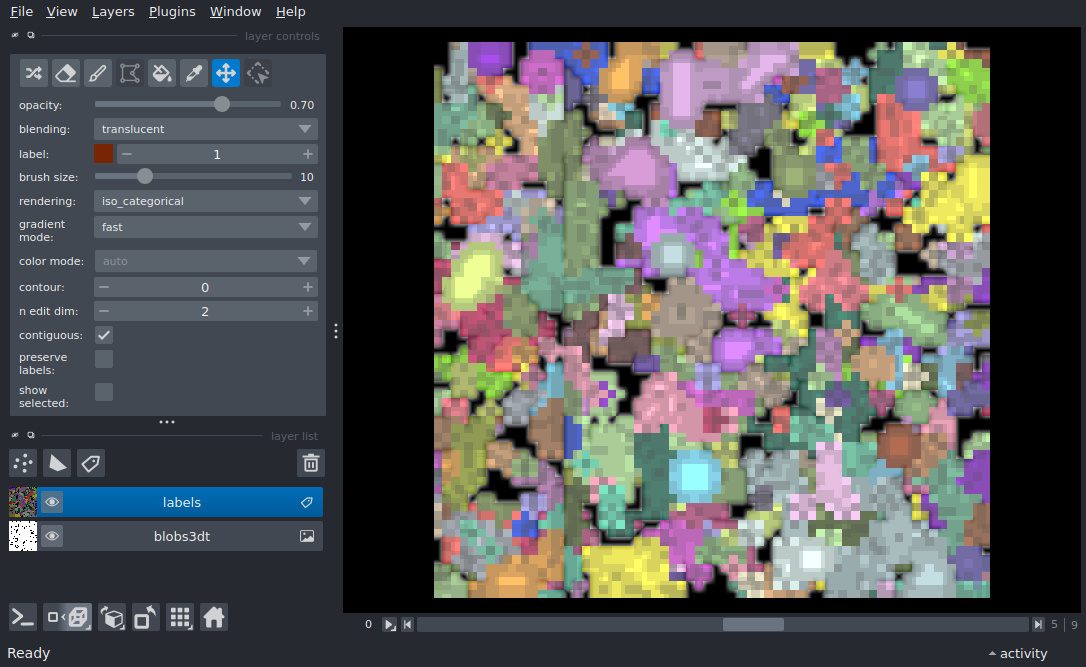 File View Layers Plugins Window Help
layer controls
opacity: 0.70
blending: translucent
label: 1
brush size: 10
rendering: iso_categorical
gradient
mode: fast
color mode: auto
contour: 0
n edit dim: 2
contiguous:
preserve
labels:
show
selected:
layer list
labels
blobs3dt
0 5 9
Ready activity